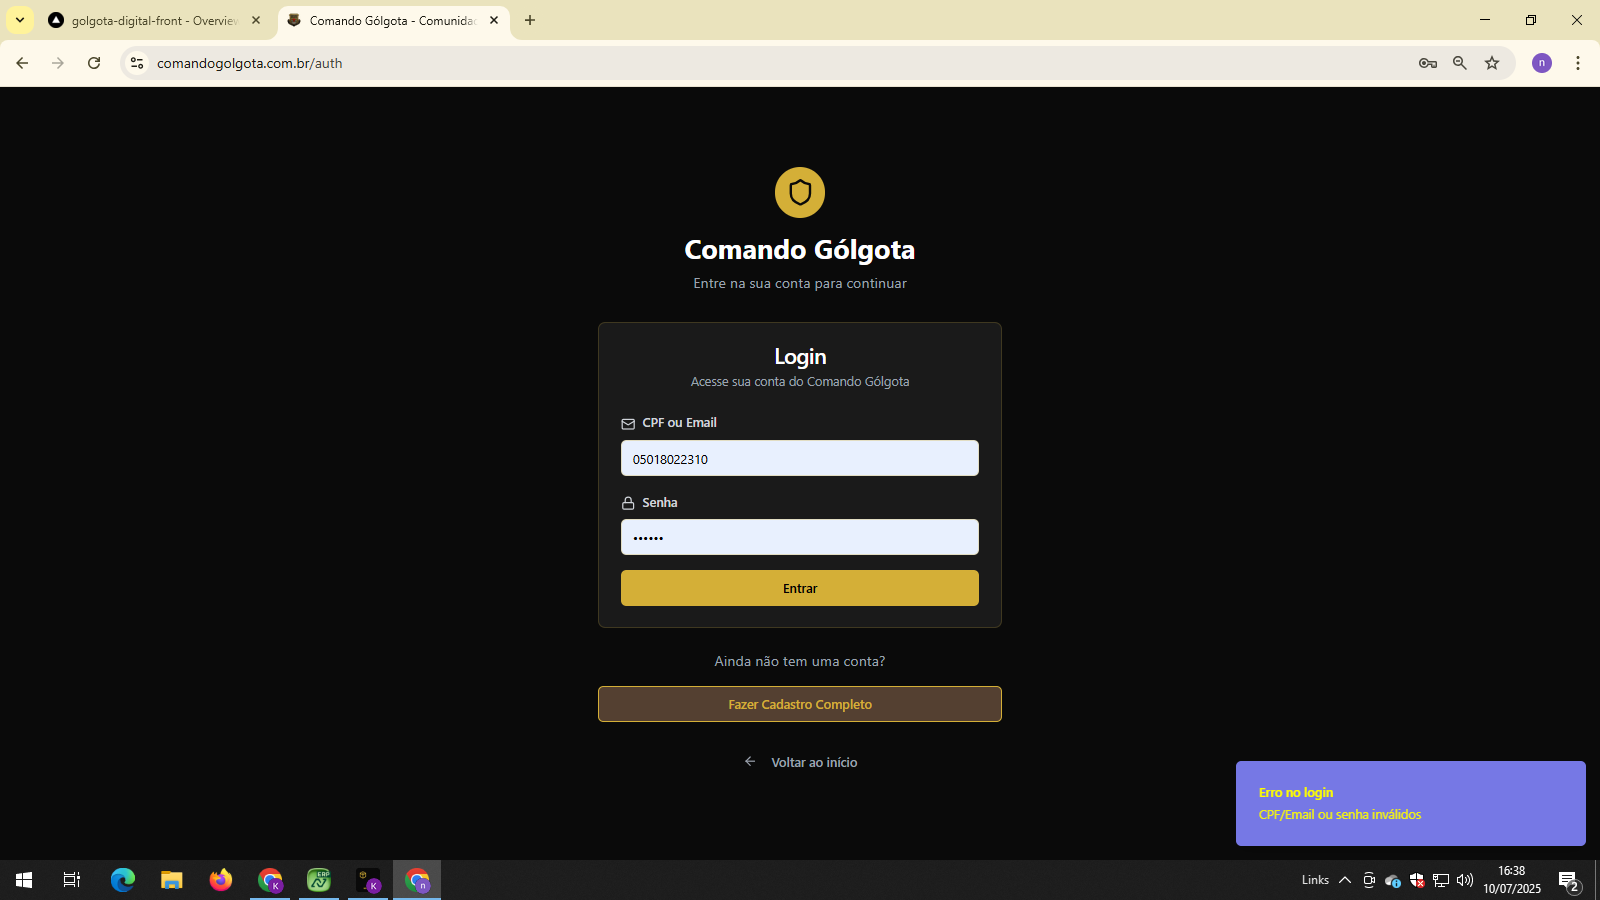 golgota-digital-front - Overview
Comando Gólgota - Comunidad
comandogolgota.com.br/auth
n
Comando Gólgota
Entre na sua conta para continuar
Login
Acesse sua conta do Comando Gólgota
CPF ou Email
05018022310
Senha
••••••
Entrar
Ainda não tem uma conta?
Fazer Cadastro Completo
Voltar ao início
Erro no login
CPF/Email ou senha inválidos
K
ERP
K
n
Links
16:38
10/07/2025
2